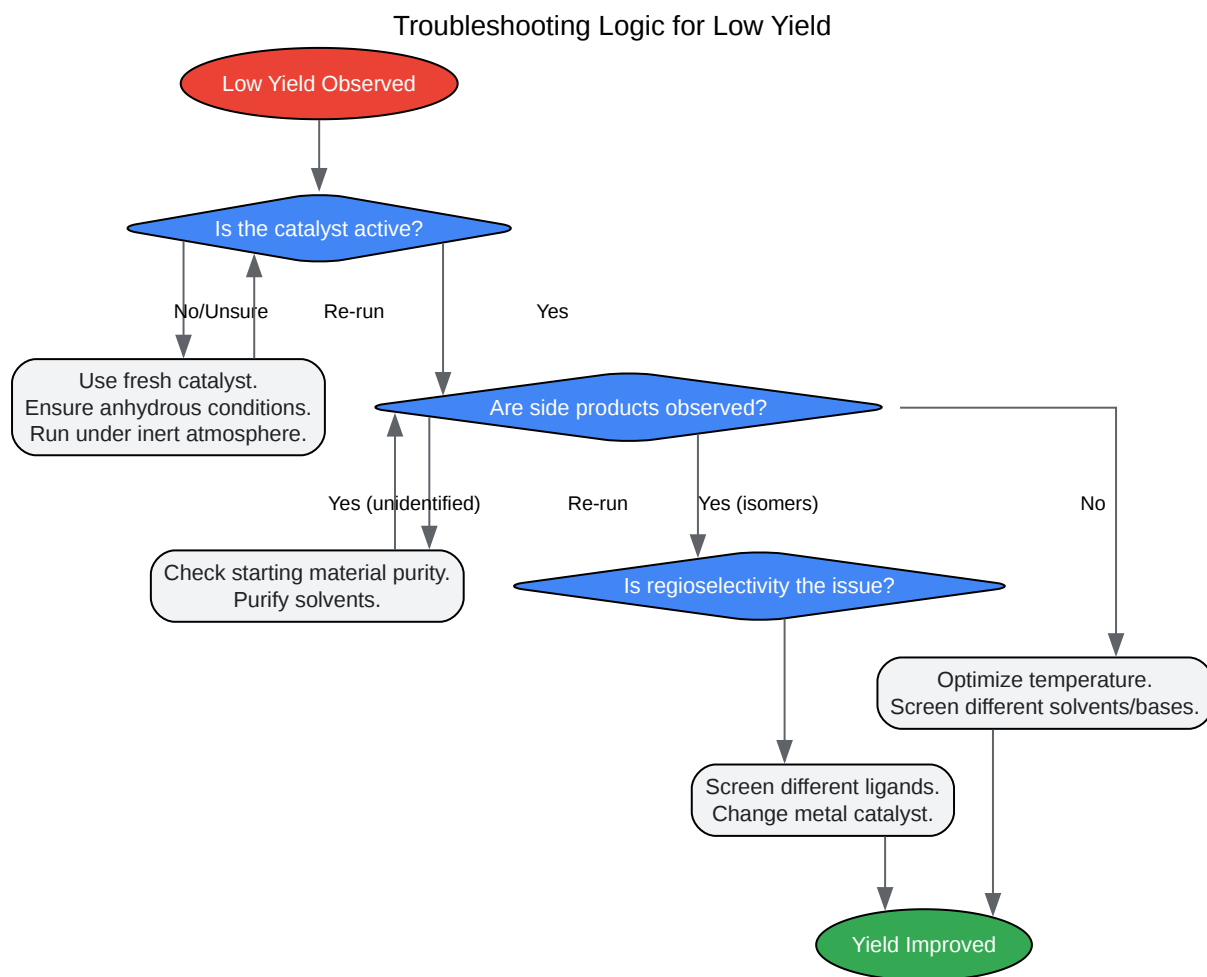 Troubleshooting Logic for Low Yield
Low Yield Observed
Is the catalyst active?
No/Unsure
Re-run
Yes
Use fresh catalyst.
Ensure anhydrous conditions.
Run under inert atmosphere.
Are side products observed?
Yes (unidentified)
Re-run
Yes (isomers)
No
Check starting material purity.
Purify solvents.
Is regioselectivity the issue?
Optimize temperature.
Screen different solvents/bases.
Screen different ligands.
Change metal catalyst.
Yield Improved